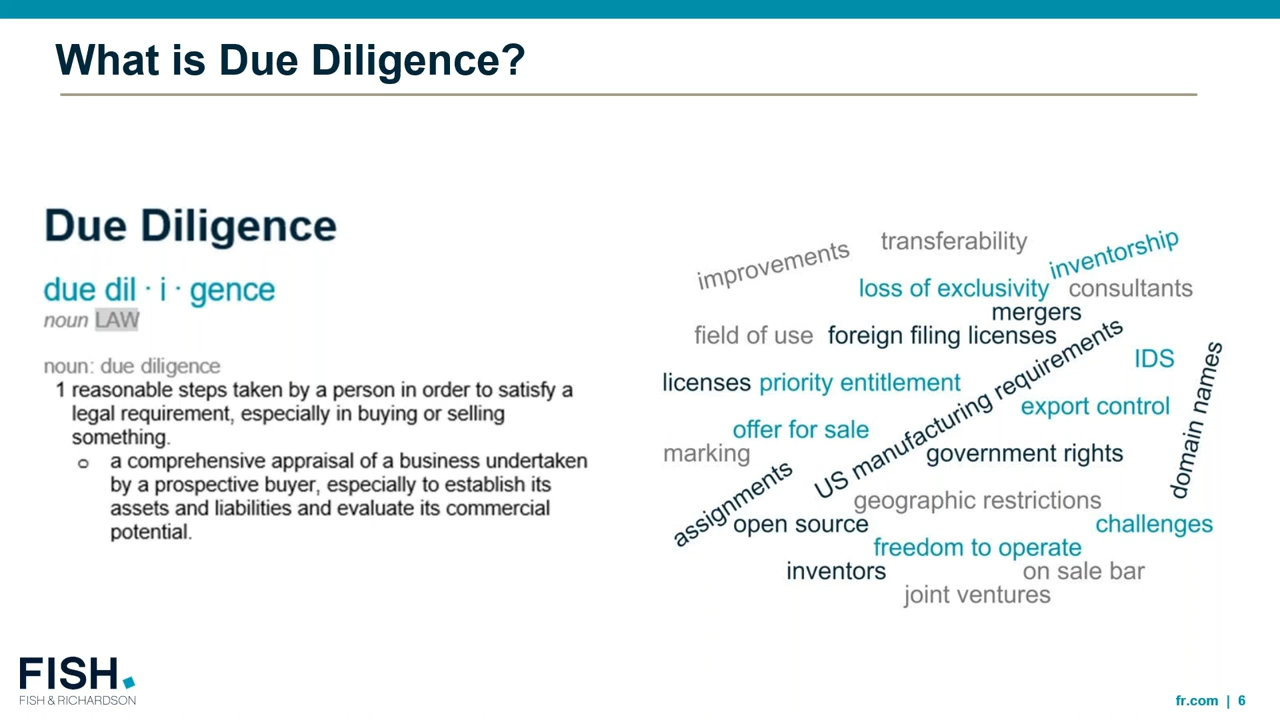 What is Due Diligence?
Due Diligence
due dil · i · gence
noun LAW
noun: due diligence
1 reasonable steps taken by a person in order to satisfy a
legal requirement, especially in buying or selling
something.
o a comprehensive appraisal of a business undertaken
by a prospective buyer, especially to establish its
assets and liabilities and evaluate its commercial
potential.
improvements
transferability
inventorship
loss of exclusivity
consultants
mergers
field of use
foreign filing licenses
US manufacturing requirements
IDS
domain names
licenses
priority entitlement
export control
offer for sale
marking
government rights
assignments
geographic restrictions
open source
challenges
freedom to operate
inventors
on sale bar
joint ventures
FISH.
FISH & RICHARDSON
fr.com | 6